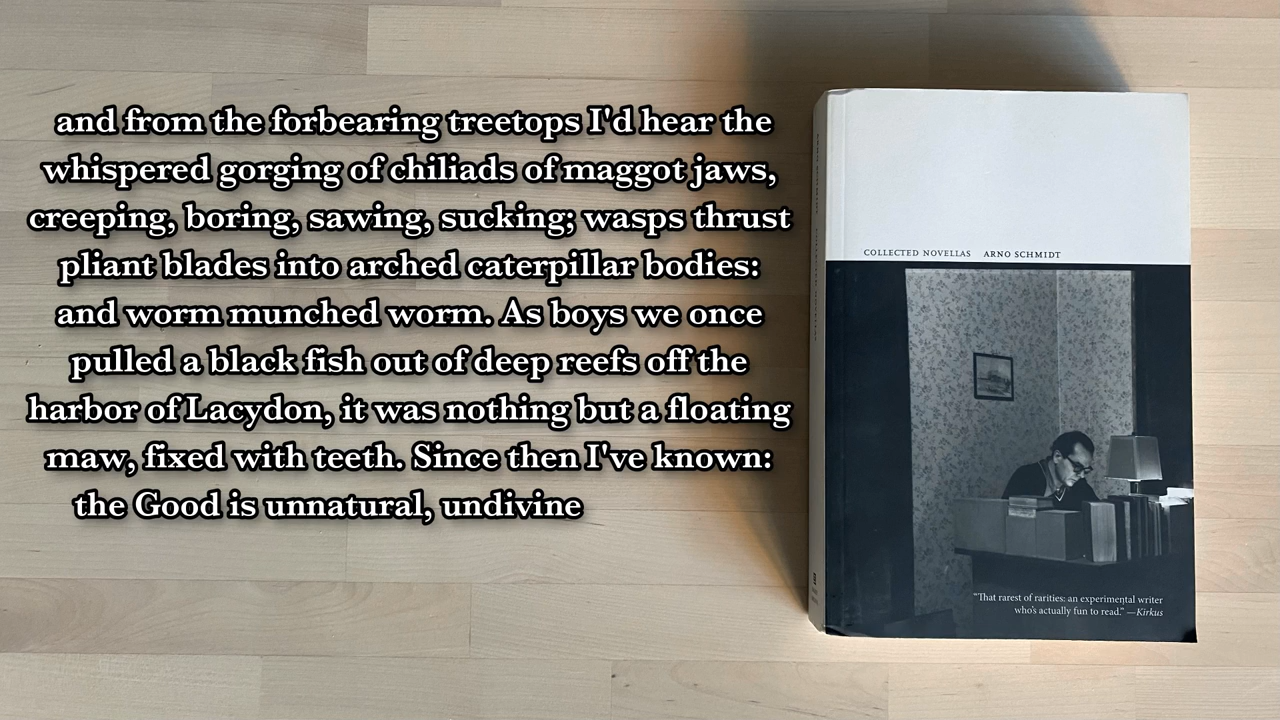 and from the forbearing treetops I'd hear the
whispered gorging of chiliads of maggot jaws,
creeping, boring, sawing, sucking; wasps thrust
pliant blades into arched caterpillar bodies:
and worm munched worm. As boys we once
pulled a black fish out of deep reefs off the
harbor of Lacydon, it was nothing but a floating
maw, fixed with teeth. Since then I've known:
the Good is unnatural, undivine
COLLECTED NOVELLAS ARNO SCHMIDT
“That rarest of rarities: an experimental writer
who's actually fun to read.” —Kirkus